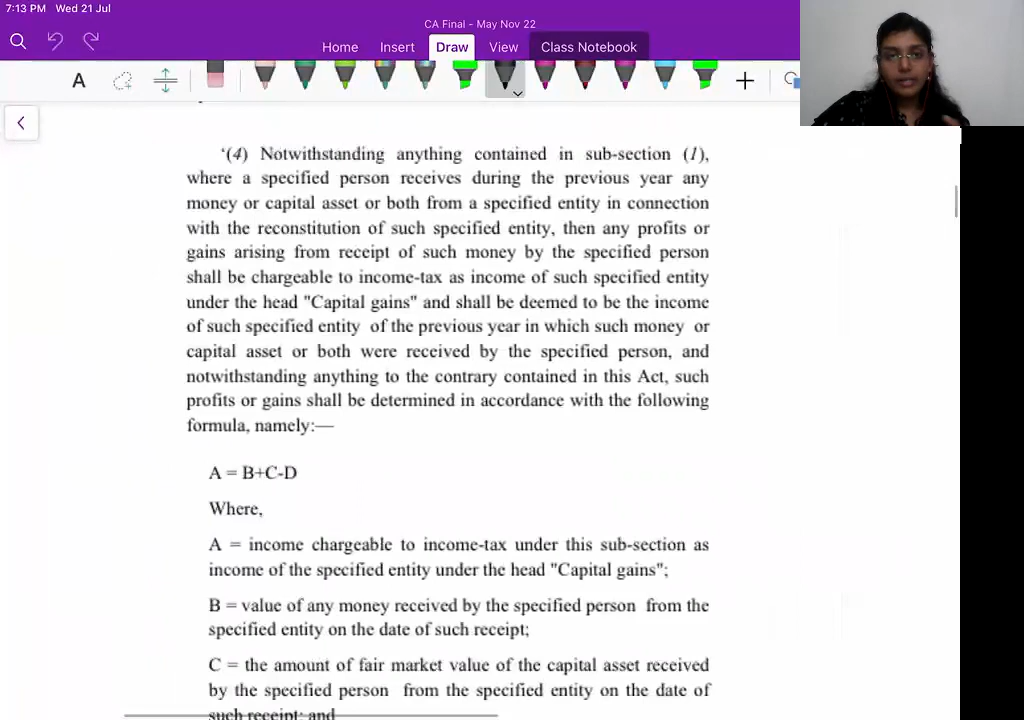 7:13 PM Wed 21 Jul
CA Final - May Nov 22
Home Insert Draw View Class Notebook
A
‘(4) Notwithstanding anything contained in sub-section (1),
where a specified person receives during the previous year any
money or capital asset or both from a specified entity in connection
with the reconstitution of such specified entity, then any profits or
gains arising from receipt of such money by the specified person
shall be chargeable to income-tax as income of such specified entity
under the head "Capital gains" and shall be deemed to be the income
of such specified entity of the previous year in which such money or
capital asset or both were received by the specified person, and
notwithstanding anything to the contrary contained in this Act, such
profits or gains shall be determined in accordance with the following
formula, namely:—
A = B+C-D
Where,
A = income chargeable to income-tax under this sub-section as
income of the specified entity under the head "Capital gains";
B = value of any money received by the specified person from the
specified entity on the date of such receipt;
C = the amount of fair market value of the capital asset received
by the specified person from the specified entity on the date of
such receipt; and